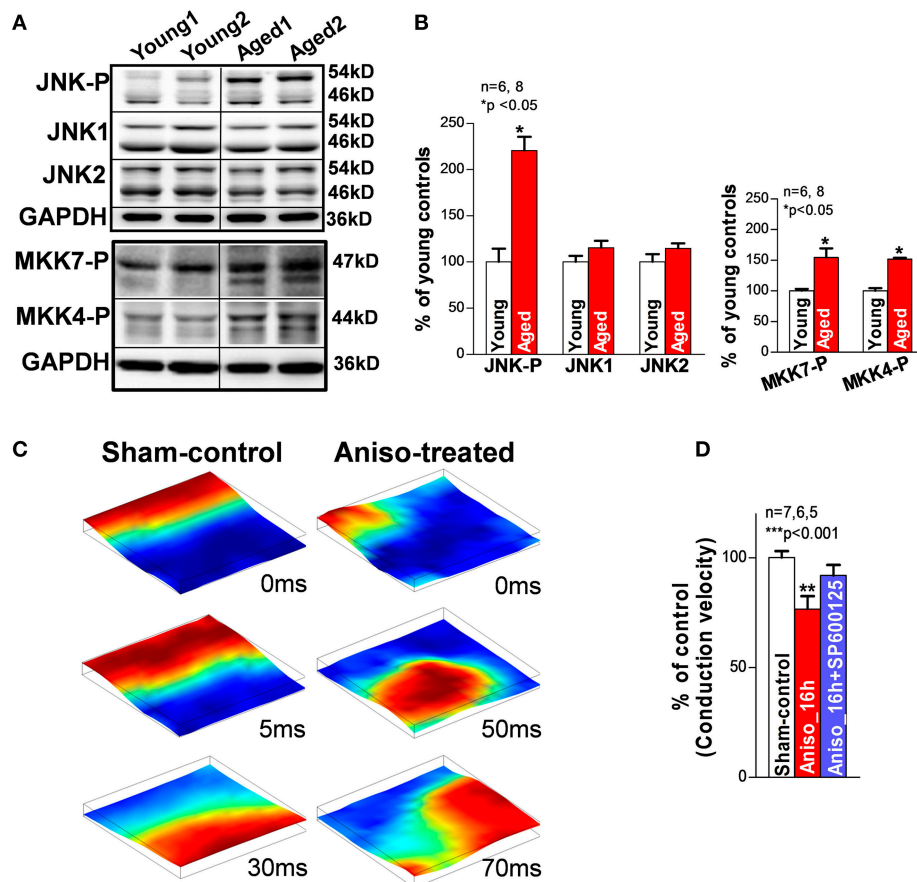 A
Young1 Young2 Aged1 Aged2
JNK-P 54kD
46kD
JNK1 54kD
46kD
JNK2 54kD
46kD
GAPDH 36kD
MKK7-P 47kD
MKK4-P 44kD
GAPDH 36kD
B
n=6, 8
*p <0.05
% of young controls
250
200
150
100
50
0
*
Young Aged Young Aged Young Aged
JNK-P JNK1 JNK2
n=6, 8
*p<0.05
% of young controls
200
150
100
50
0
* *
Young Aged Young Aged
MKK7-P MKK4-P
C
Sham-control Aniso-treated
0ms 0ms
5ms 50ms
30ms 70ms
D
n=7,6,5
***p<0.001
% of control
(Conduction velocity)
100
50
0
**
Sham-control
Aniso_16h
Aniso_16h+SP600125